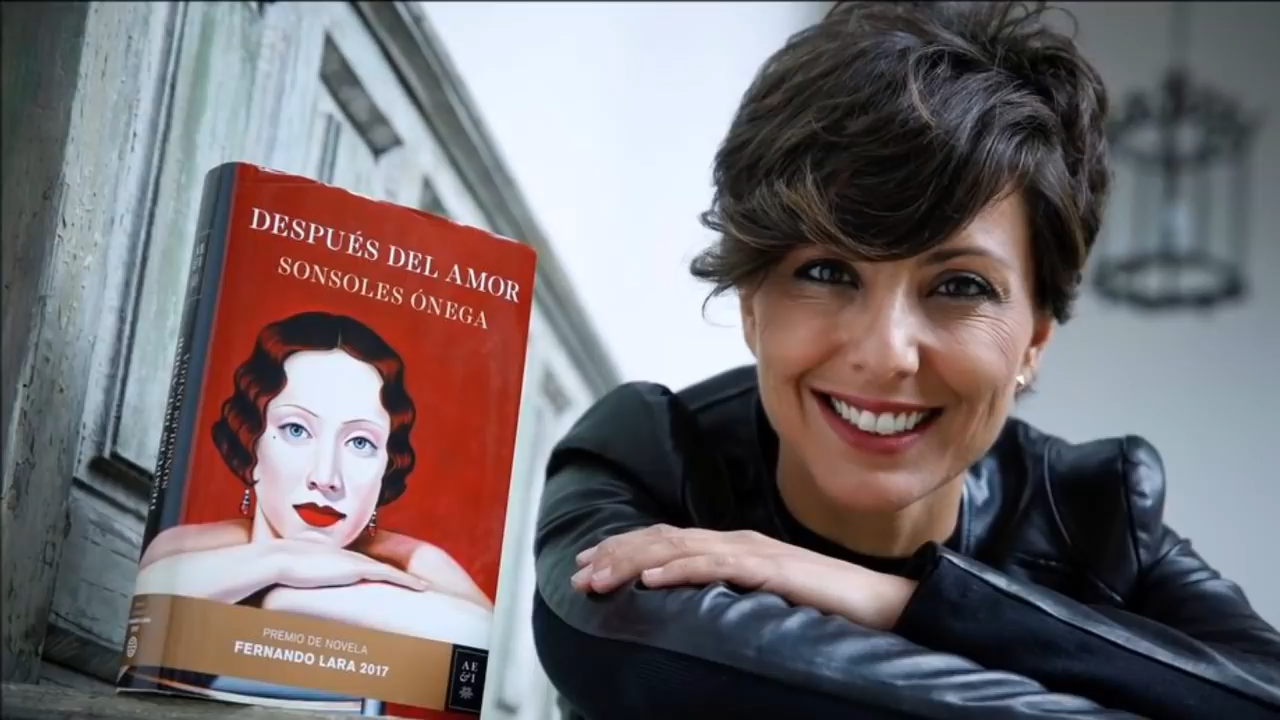 DESPUÉS DEL AMOR
SONSOLES ÓNEGA
PREMIO DE NOVELA
FERNANDO LARA 2017
AE
&I